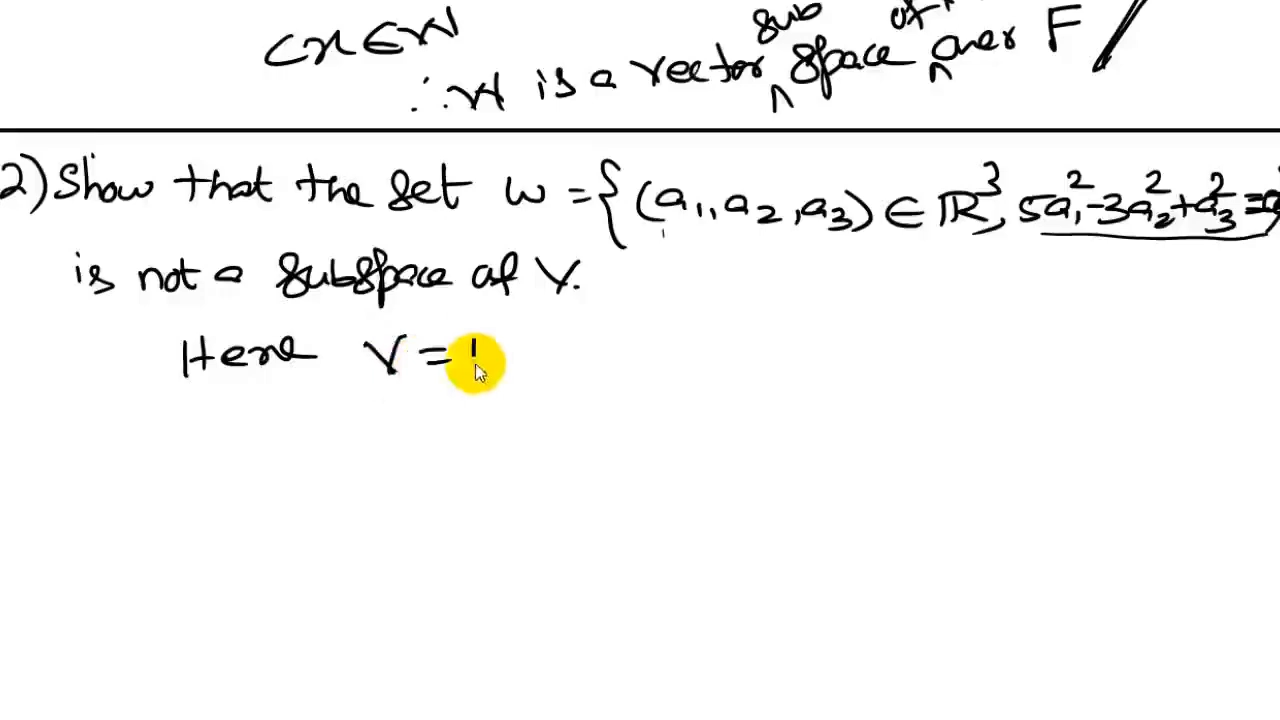 cx ∈ W
∴ W is a vector sub space of over F
2) Show that the set W = { (a₁, a₂, a₃) ∈ ℝ³, 5a₁² - 3a₂² + a₃² =
is not a subspace of V.
Here V =